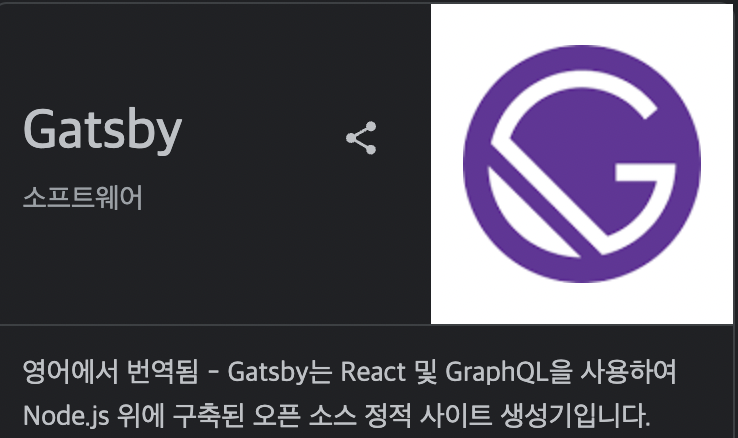 Gatsby
소프트웨어
영어에서 번역됨 - Gatsby는 React 및 GraphQL을 사용하여
Node.js 위에 구축된 오픈 소스 정적 사이트 생성기입니다.